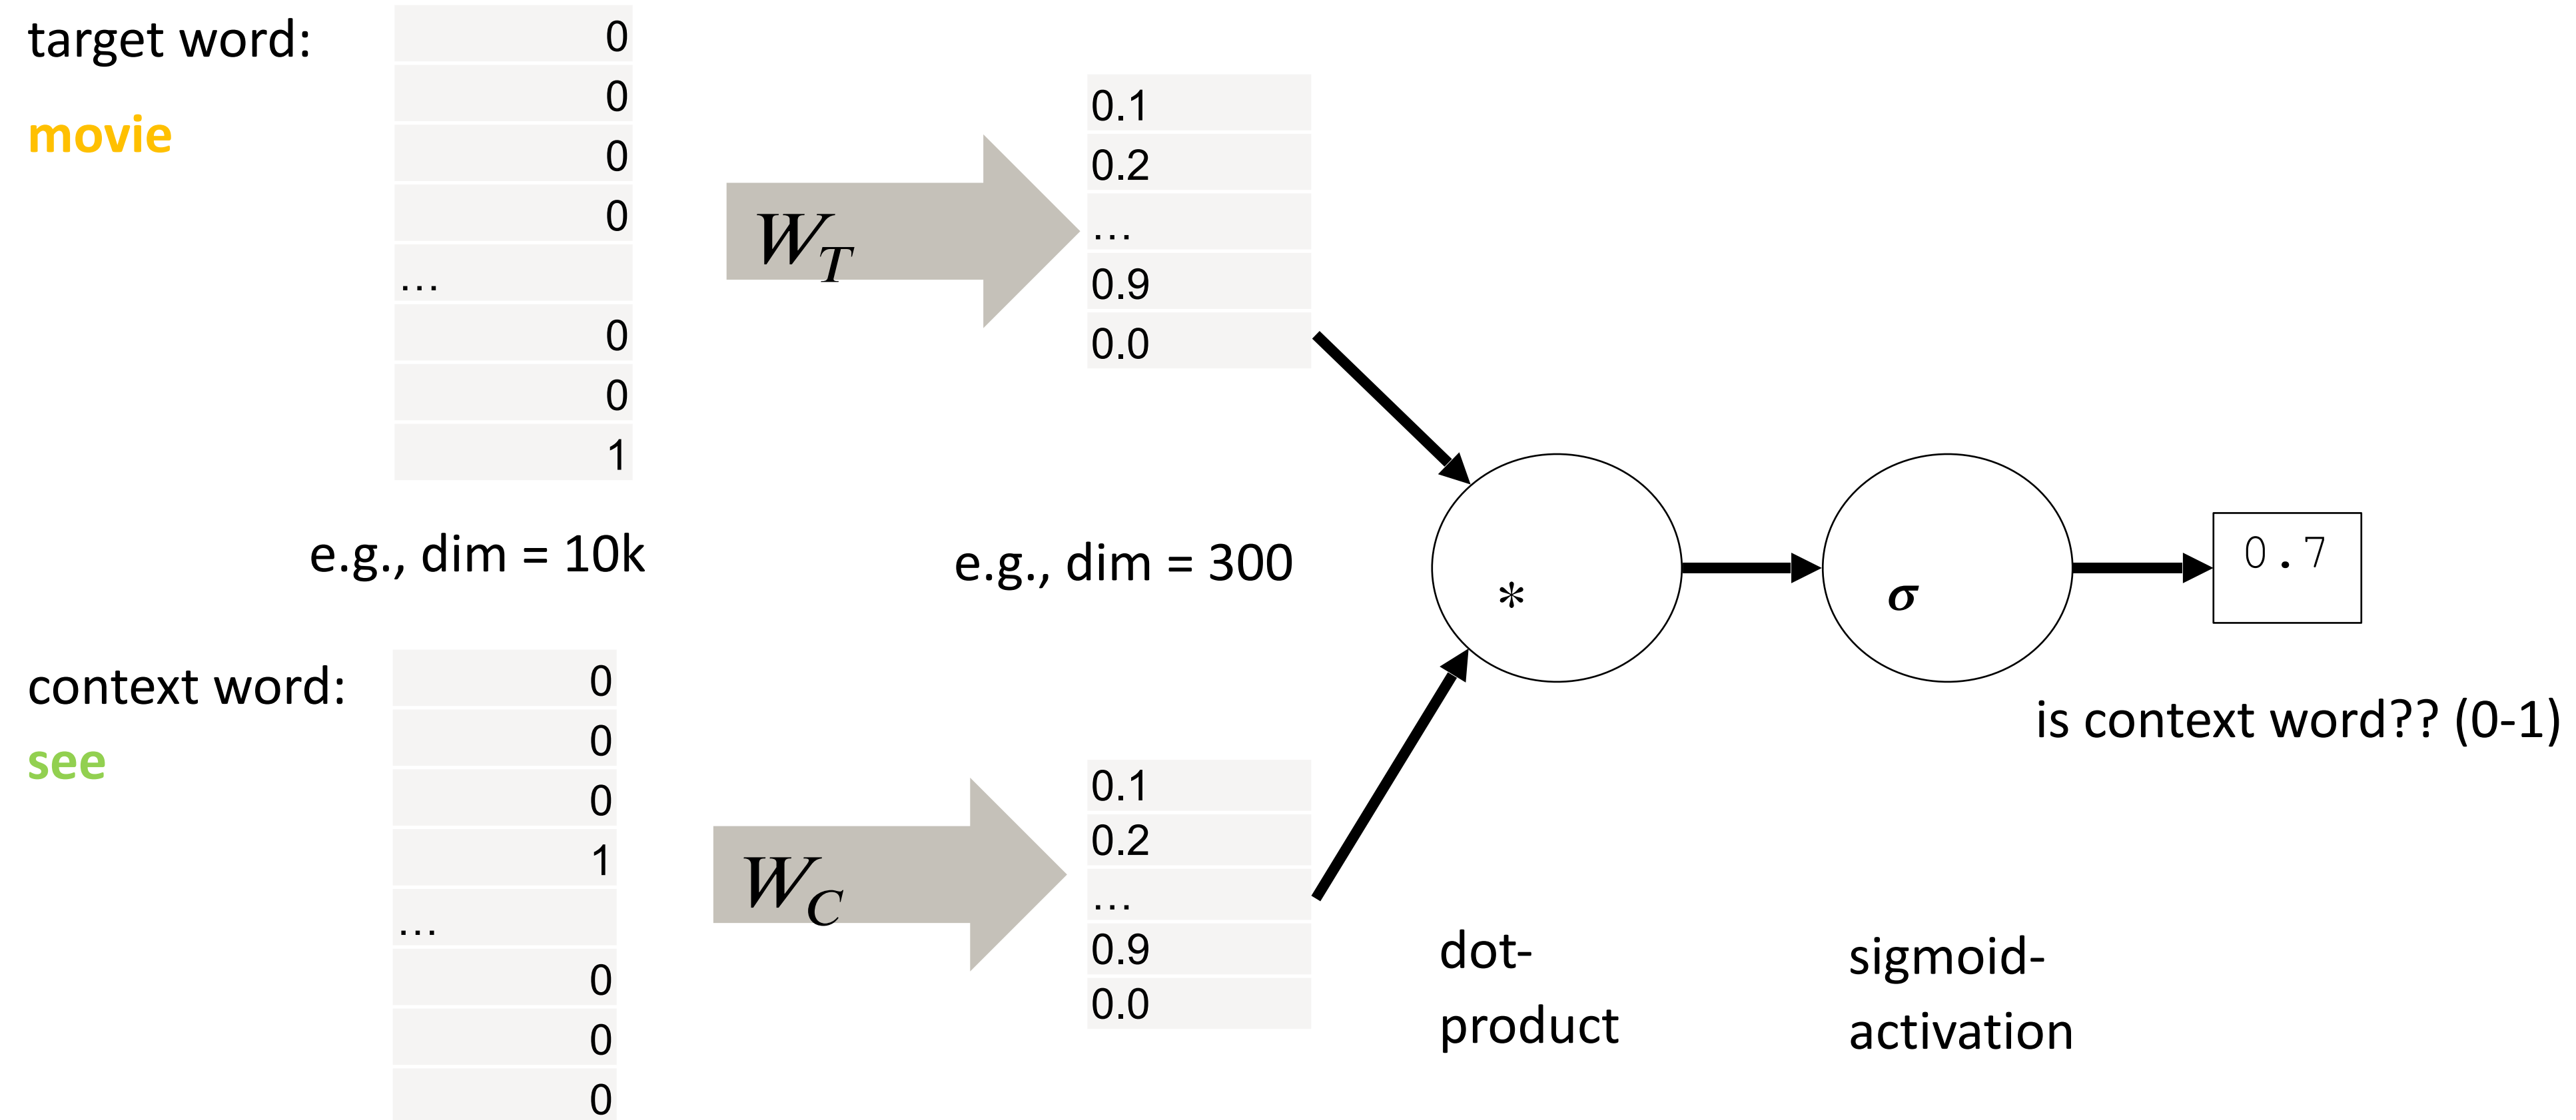 target word:
movie
0
0
0
0
…
0
0
1
e.g., dim = 10k
W_T
0.1
0.2
…
0.9
0.0
e.g., dim = 300
context word:
see
0
0
0
1
…
0
0
0
W_C
0.1
0.2
…
0.9
0.0
*
dot-
product
σ
sigmoid-
activation
0.7
is context word?? (0-1)